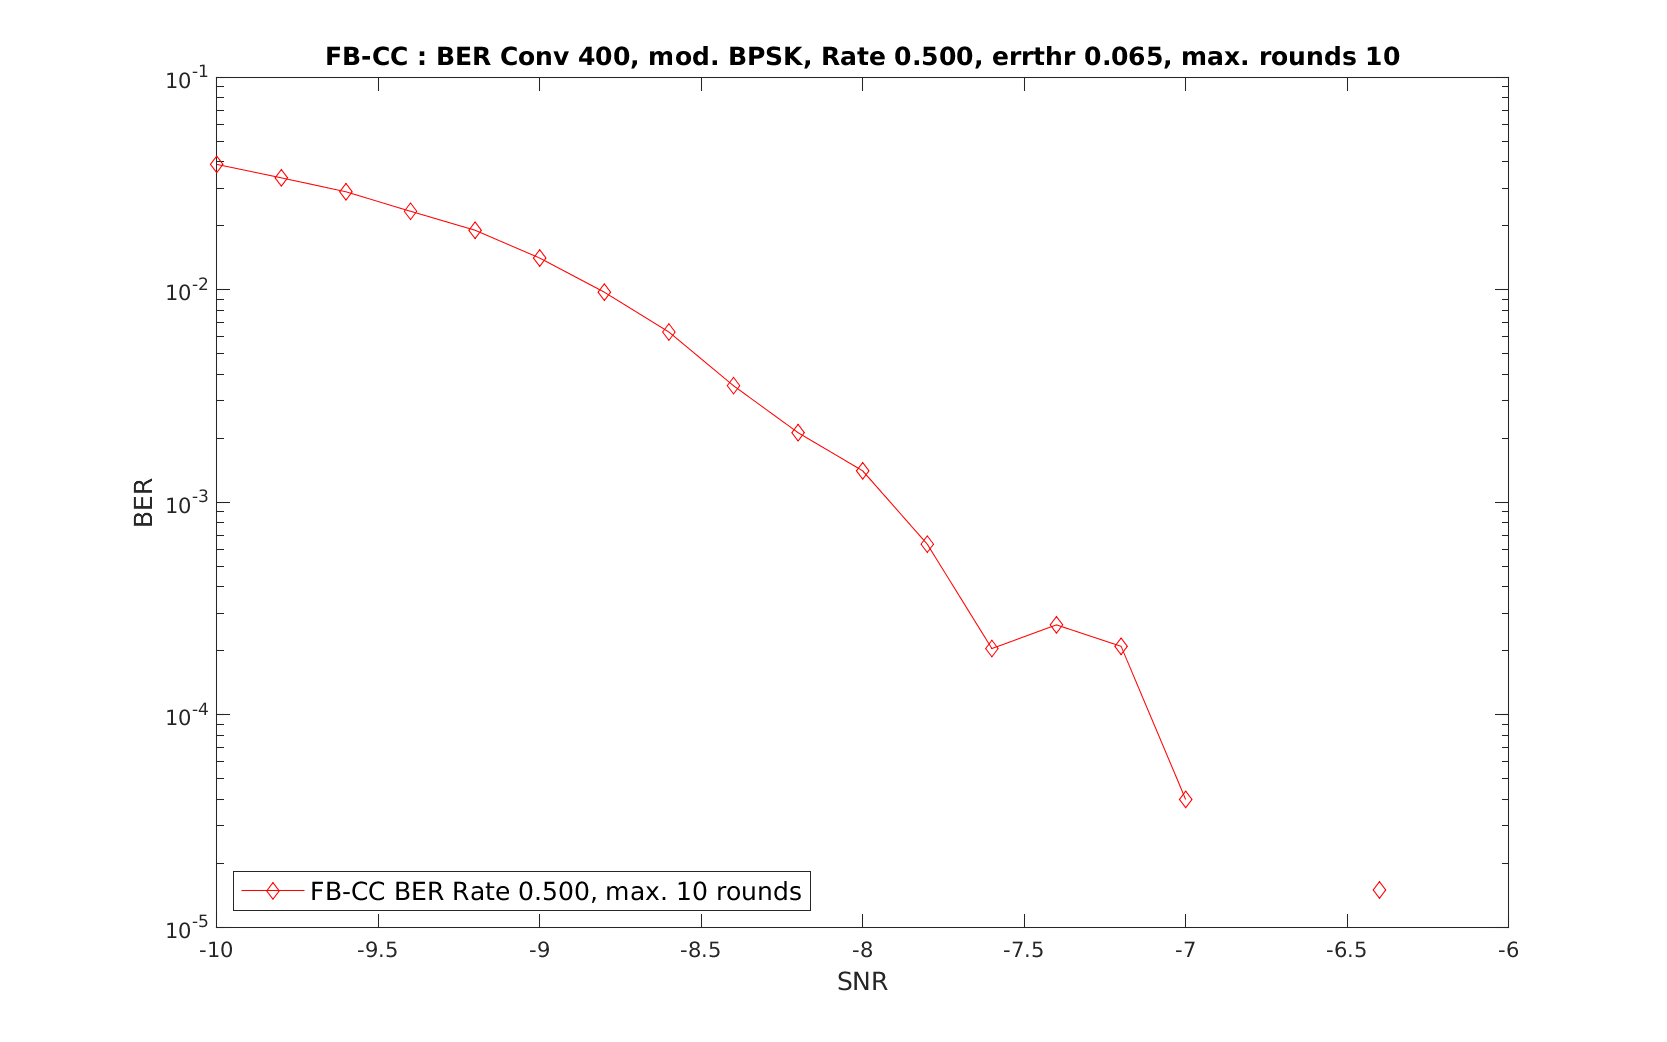 FB-CC : BER Conv 400, mod. BPSK, Rate 0.500, errthr 0.065, max. rounds 10
10^-1
10^-2
10^-3
10^-4
10^-5
BER
FB-CC BER Rate 0.500, max. 10 rounds
-10 -9.5 -9 -8.5 -8 -7.5 -7 -6.5 -6
SNR